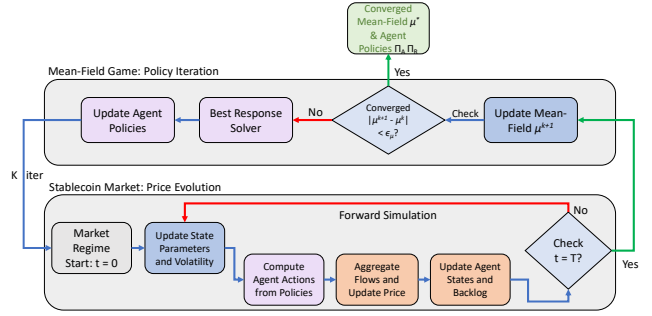 Converged
Mean-Field μ*
& Agent
Policies Π_A Π_R
Mean-Field Game: Policy Iteration
Yes
Update Agent
Policies
Best Response
Solver
No
Converged
|μ^{k+1} - μ^k|
< ϵ_μ?
Check
Update Mean-
Field μ^{k+1}
K iter
Stablecoin Market: Price Evolution
No
Forward Simulation
Market
Regime
Start: t = 0
Update State
Parameters
and Volatility
Compute
Agent Actions
from Policies
Aggregate
Flows and
Update Price
Update Agent
States and
Backlog
Check
t = T?
Yes